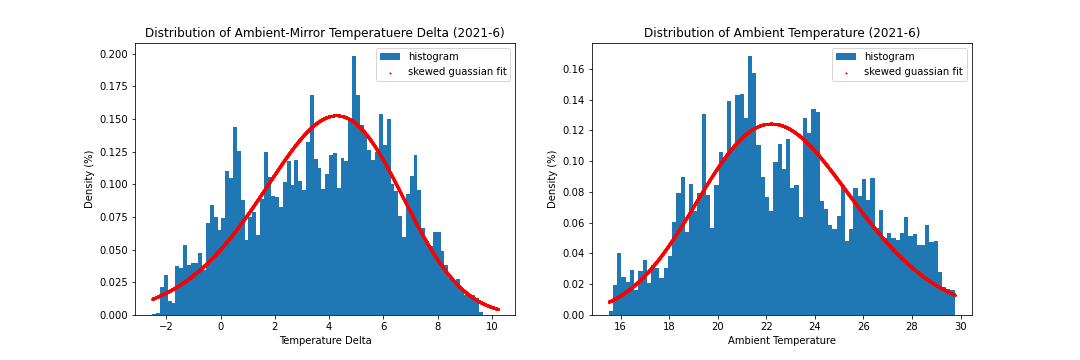 Distribution of Ambient-Mirror Temperatuere Delta (2021-6)
histogram
skewed guassian fit
Density (%)
0.200
0.175
0.150
0.125
0.100
0.075
0.050
0.025
0.000
−2 0 2 4 6 8 10
Temperature Delta
Distribution of Ambient Temperature (2021-6)
histogram
skewed guassian fit
Density (%)
0.16
0.14
0.12
0.10
0.08
0.06
0.04
0.02
0.00
16 18 20 22 24 26 28 30
Ambient Temperature